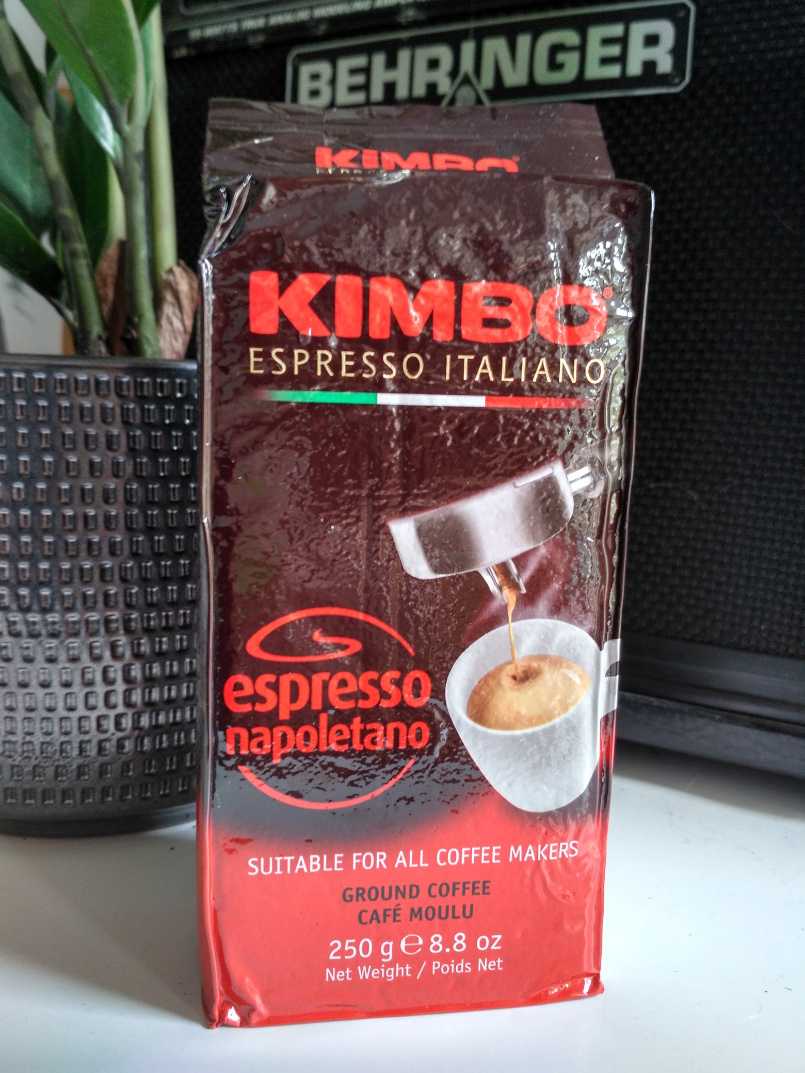 BEHRINGER
KIMBO
KIMBO
ESPRESSO ITALIANO
espresso
napoletano
SUITABLE FOR ALL COFFEE MAKERS
GROUND COFFEE
CAFÉ MOULU
250 g ℮ 8.8 oz
Net Weight / Poids Net